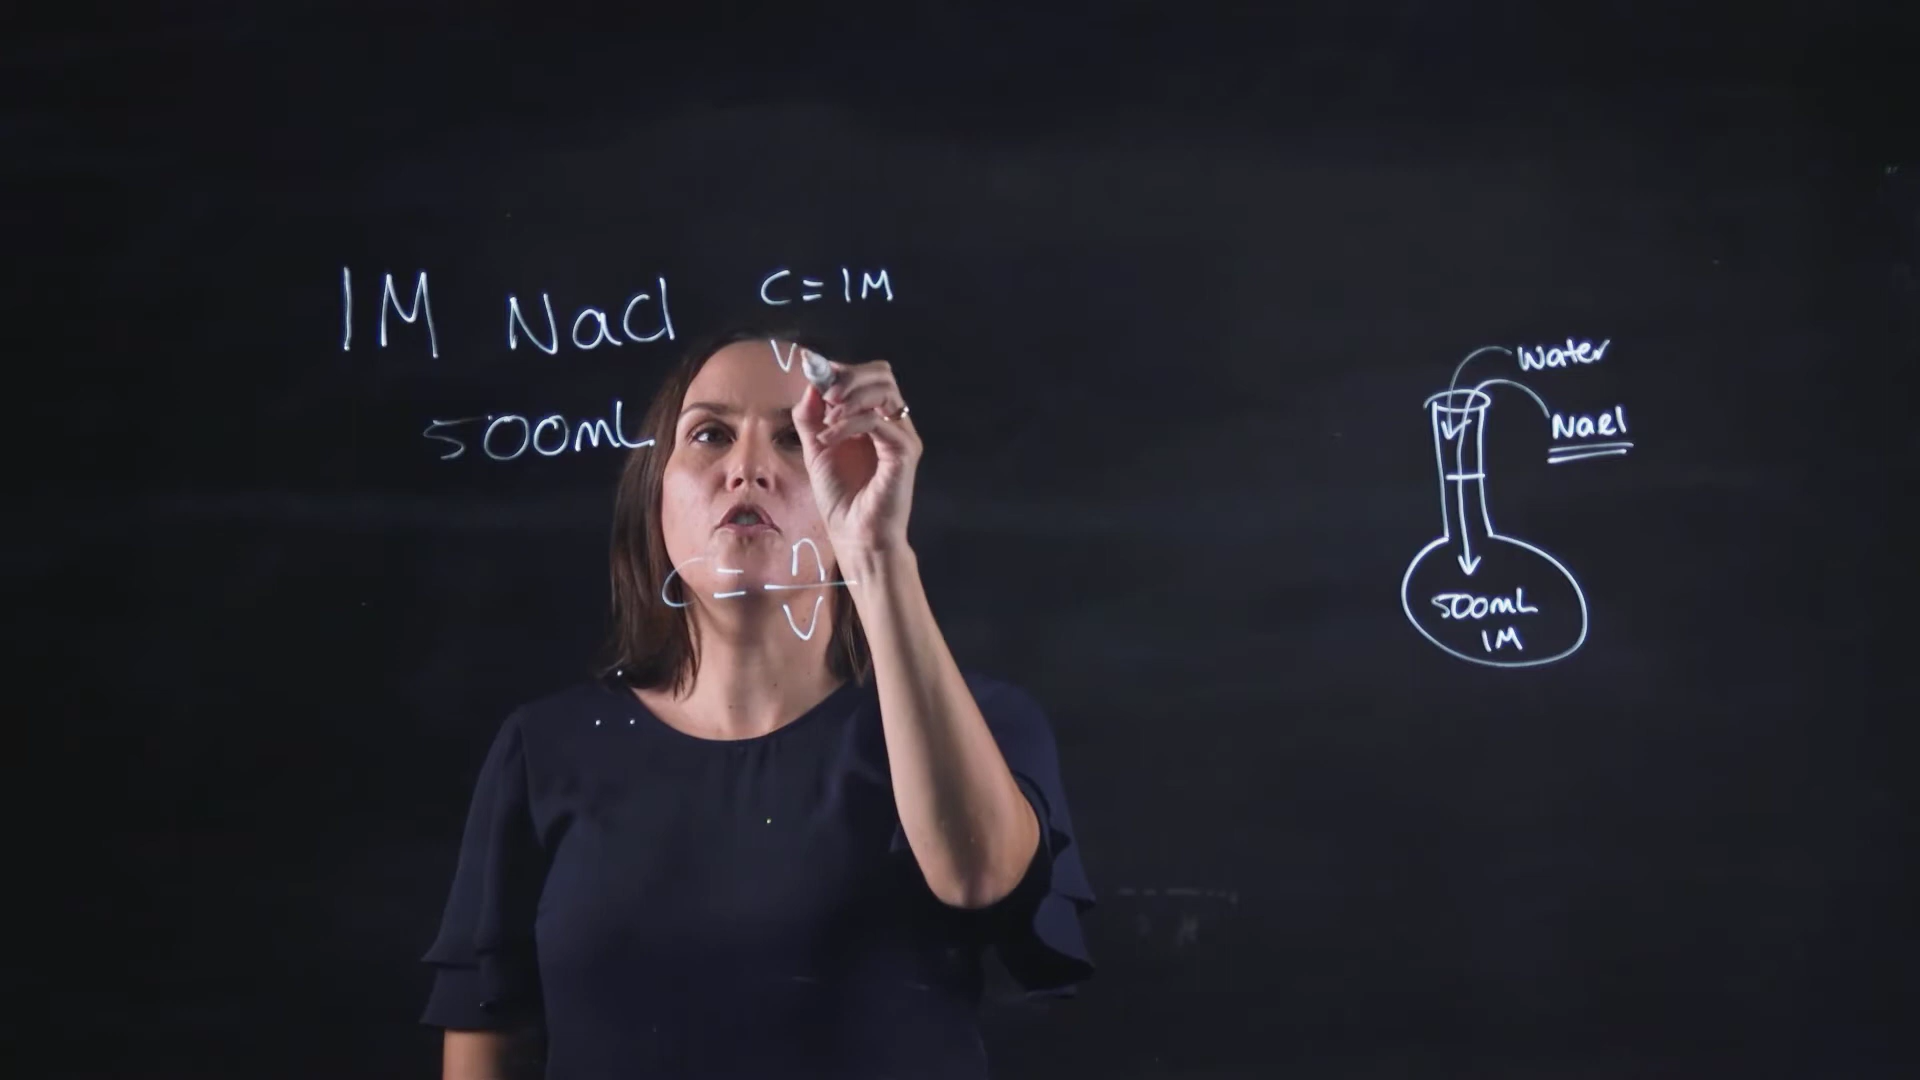 1M NaCl
500mL
C = 1M
V
C = n
V
Water
NaCl
500mL
1M